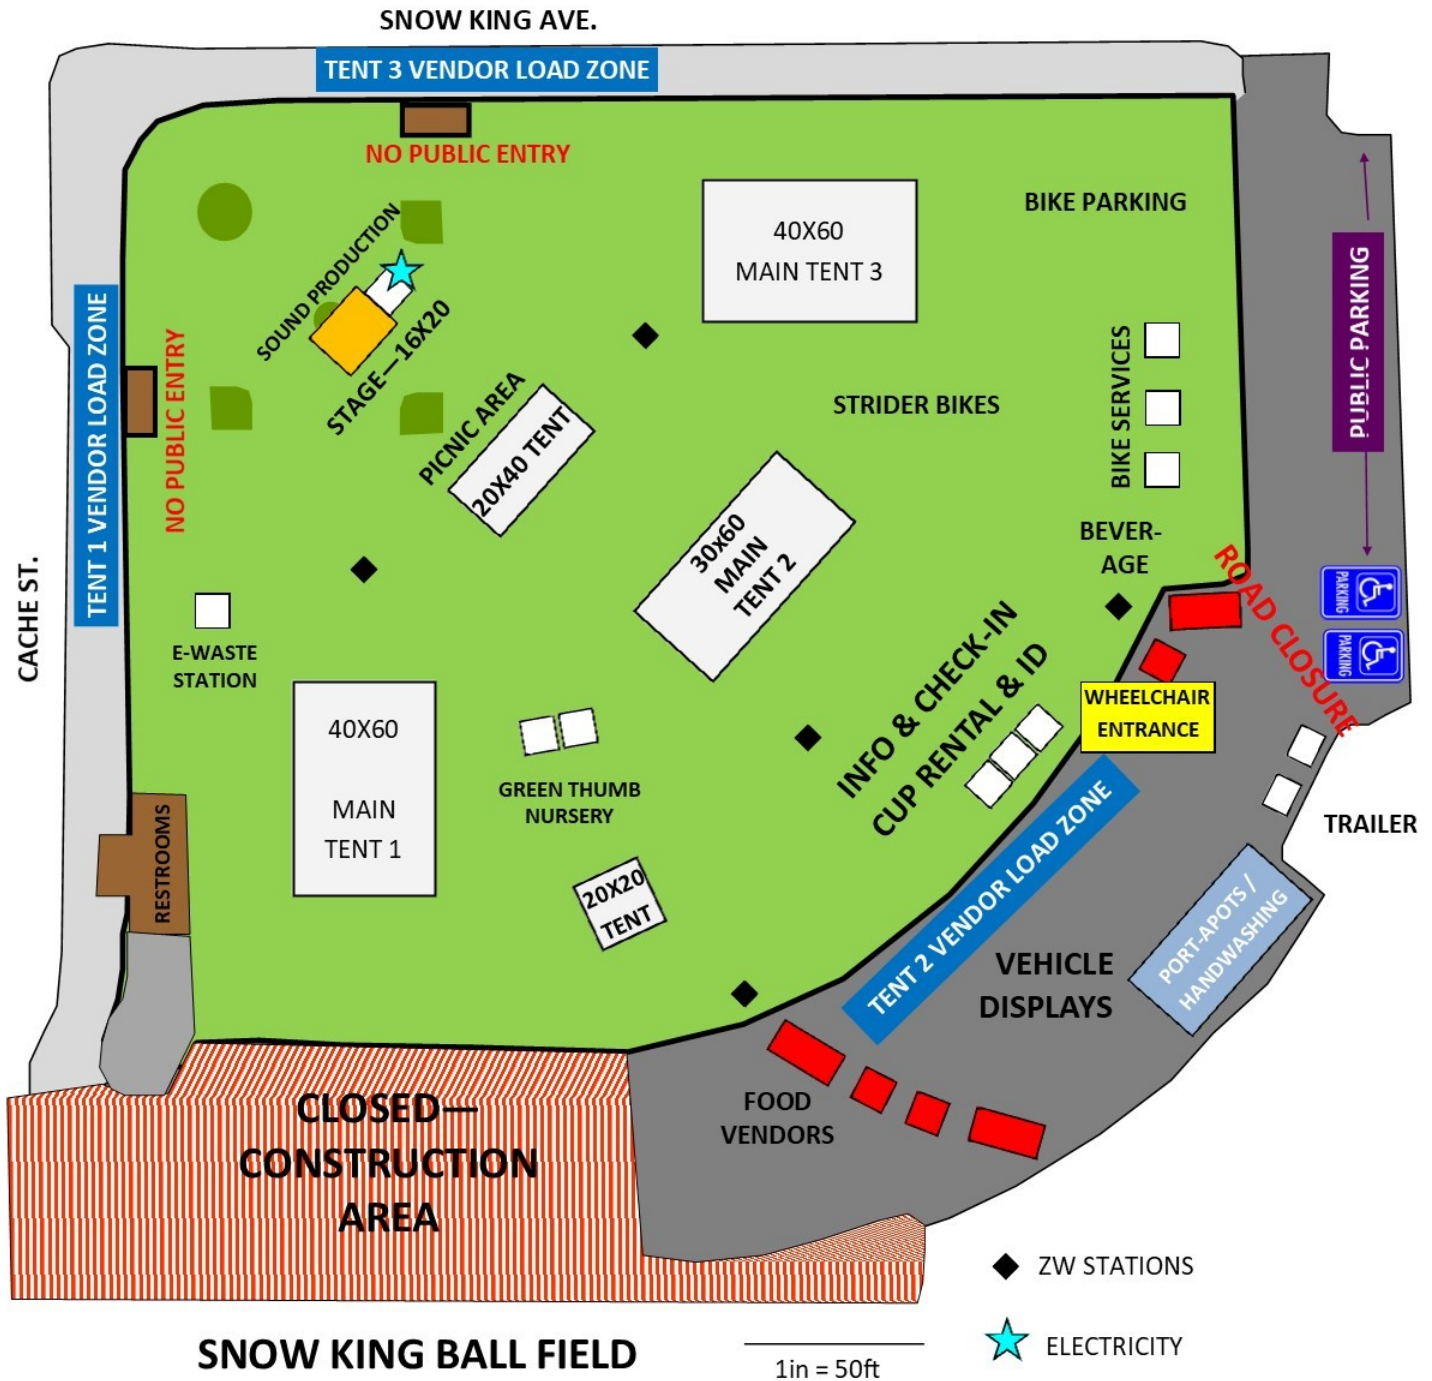 SNOW KING AVE.
TENT 3 VENDOR LOAD ZONE
NO PUBLIC ENTRY
BIKE PARKING
40X60
MAIN TENT 3
SOUND PRODUCTION
STAGE—16X20
PUBLIC PARKING
TENT 1 VENDOR LOAD ZONE
NO PUBLIC ENTRY
PICNIC AREA
20X40 TENT
STRIDER BIKES
BIKE SERVICES
30x60
MAIN
TENT 2
BEVER-
AGE
ROAD CLOSURE
PARKING
PARKING
CACHE ST.
E-WASTE
STATION
INFO & CHECK-IN
CUP RENTAL & ID
WHEELCHAIR
ENTRANCE
40X60
MAIN
TENT 1
GREEN THUMB
NURSERY
TRAILER
RESTROOMS
20X20
TENT
TENT 2 VENDOR LOAD ZONE
PORT-APOTS /
HANDWASHING
VEHICLE
DISPLAYS
FOOD
VENDORS
CLOSED—
CONSTRUCTION
AREA
ZW STATIONS
ELECTRICITY
SNOW KING BALL FIELD
1in = 50ft